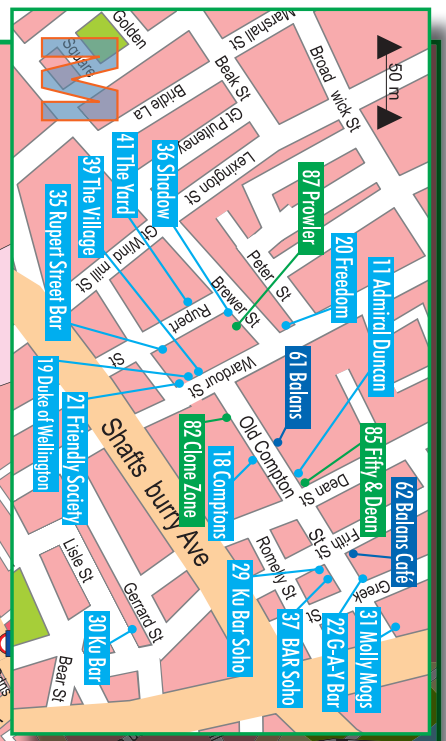 Golden
Square
Marshall St
Broad wick St
50 m
Beak St
Bridle La
Gt Pulteney
Lexington St
Gt Wind mill St
Peter St
Brewer St
Rupert
St
Wardour St
Old Compton
St
Dean St
Frith St
Greek
St
Romelly St
Shafts burry Ave
Gerrard St
Lisle St
Bear St
87 Prowler
36 Shadow
41 The Yard
39 The Village
35 Rupert Street Bar
20 Freedom
11 Admiral Duncan
61 Balans
85 Fifty & Dean
62 Balans Café
19 Duke of Wellington
21 Friendly Society
82 Clone Zone
18 Comptons
29 Ku Bar Soho
37 BAR Soho
22 G-A-Y Bar
31 Molly Mogs
30 Ku Bar